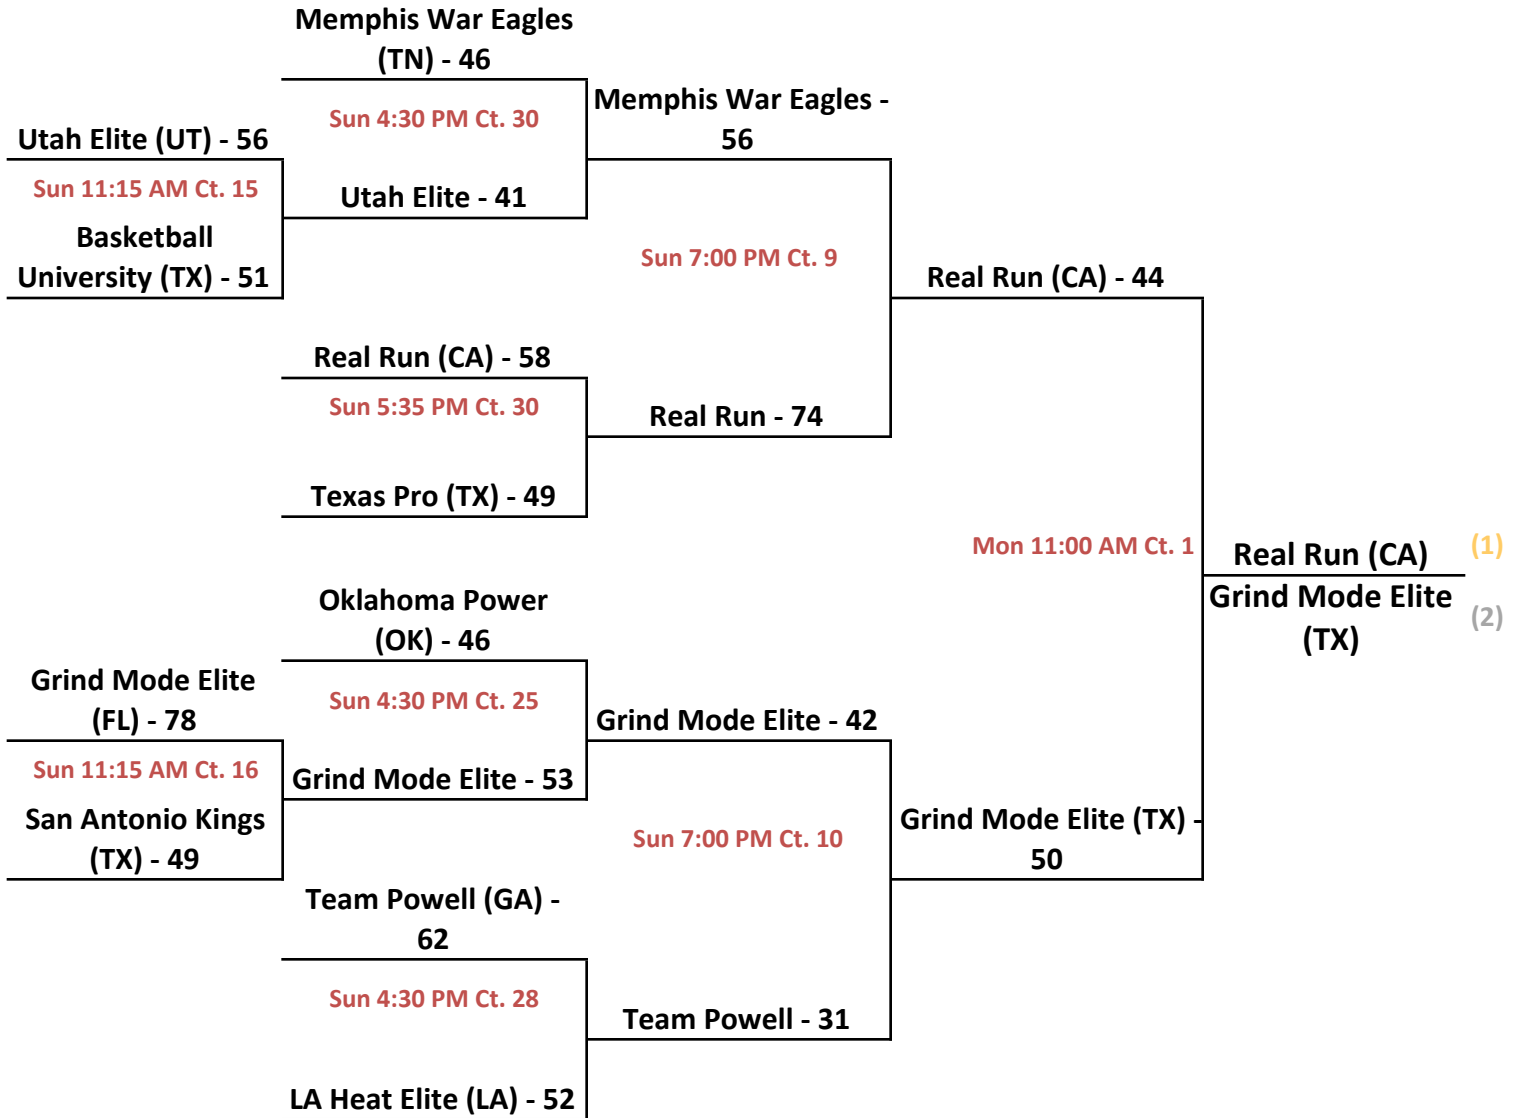 Memphis War Eagles
(TN) - 46
Sun 4:30 PM Ct. 30
Memphis War Eagles -
56
Utah Elite (UT) - 56
Sun 11:15 AM Ct. 15
Utah Elite - 41
Basketball
University (TX) - 51
Sun 7:00 PM Ct. 9
Real Run (CA) - 44
Real Run (CA) - 58
Sun 5:35 PM Ct. 30
Real Run - 74
Texas Pro (TX) - 49
Mon 11:00 AM Ct. 1
Real Run (CA)
(1)
Grind Mode Elite
(TX)
(2)
Oklahoma Power
(OK) - 46
Grind Mode Elite
(FL) - 78
Sun 4:30 PM Ct. 25
Grind Mode Elite - 42
Sun 11:15 AM Ct. 16
Grind Mode Elite - 53
San Antonio Kings
(TX) - 49
Sun 7:00 PM Ct. 10
Grind Mode Elite (TX) -
50
Team Powell (GA) -
62
Sun 4:30 PM Ct. 28
Team Powell - 31
LA Heat Elite (LA) - 52